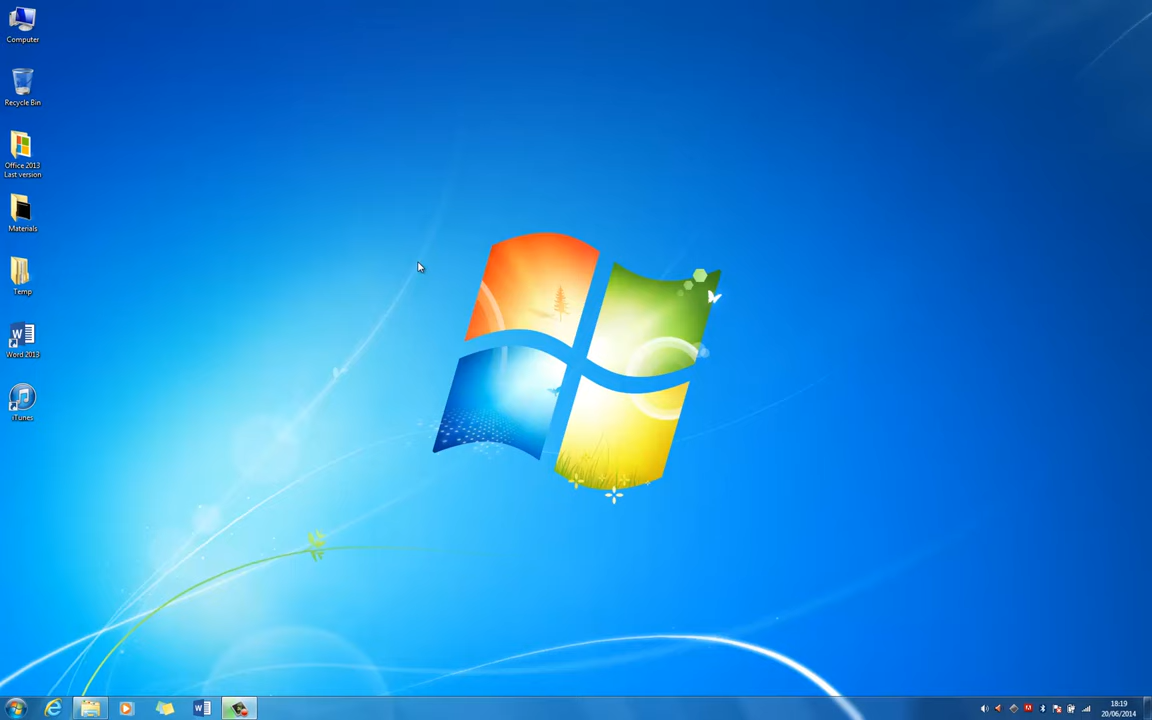 Computer
Recycle Bin
Office 2013
Last version
Materials
Temp
Word 2013
iTunes
18:19
20/06/2014